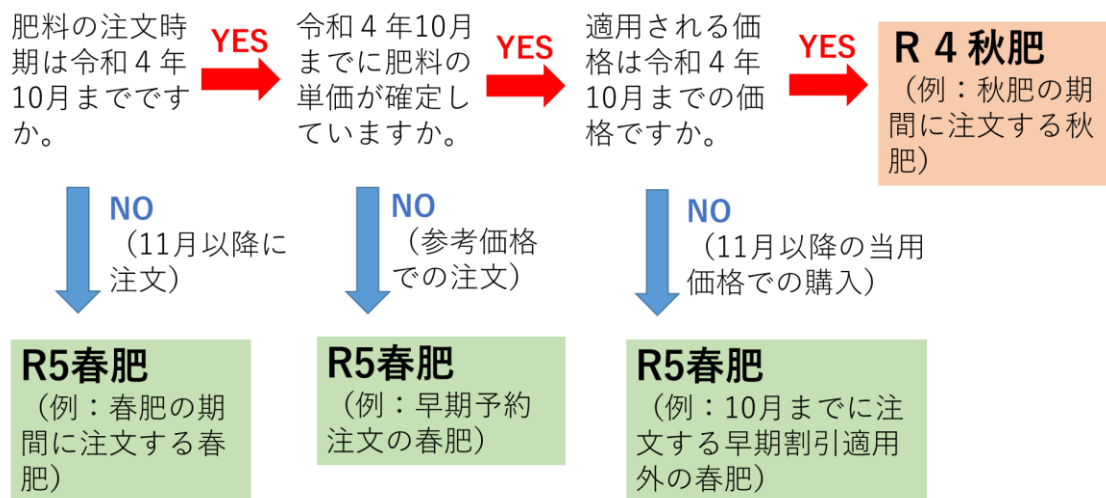 肥料の注文時
期は令和４年
10月までです
か。
YES
令和４年10月
までに肥料の
単価が確定し
ていますか。
YES
適用される価
格は令和４年
10月までの価
格ですか。
YES
R４秋肥
（例：秋肥の期
間に注文する秋
肥）
NO
（11月以降に
注文）
NO
（参考価格
での注文）
NO
（11月以降の当用
価格での購入）
R5春肥
（例：春肥の期
間に注文する春
肥）
R5春肥
（例：早期予約
注文の春肥）
R5春肥
（例：10月までに注
文する早期割引適用
外の春肥）